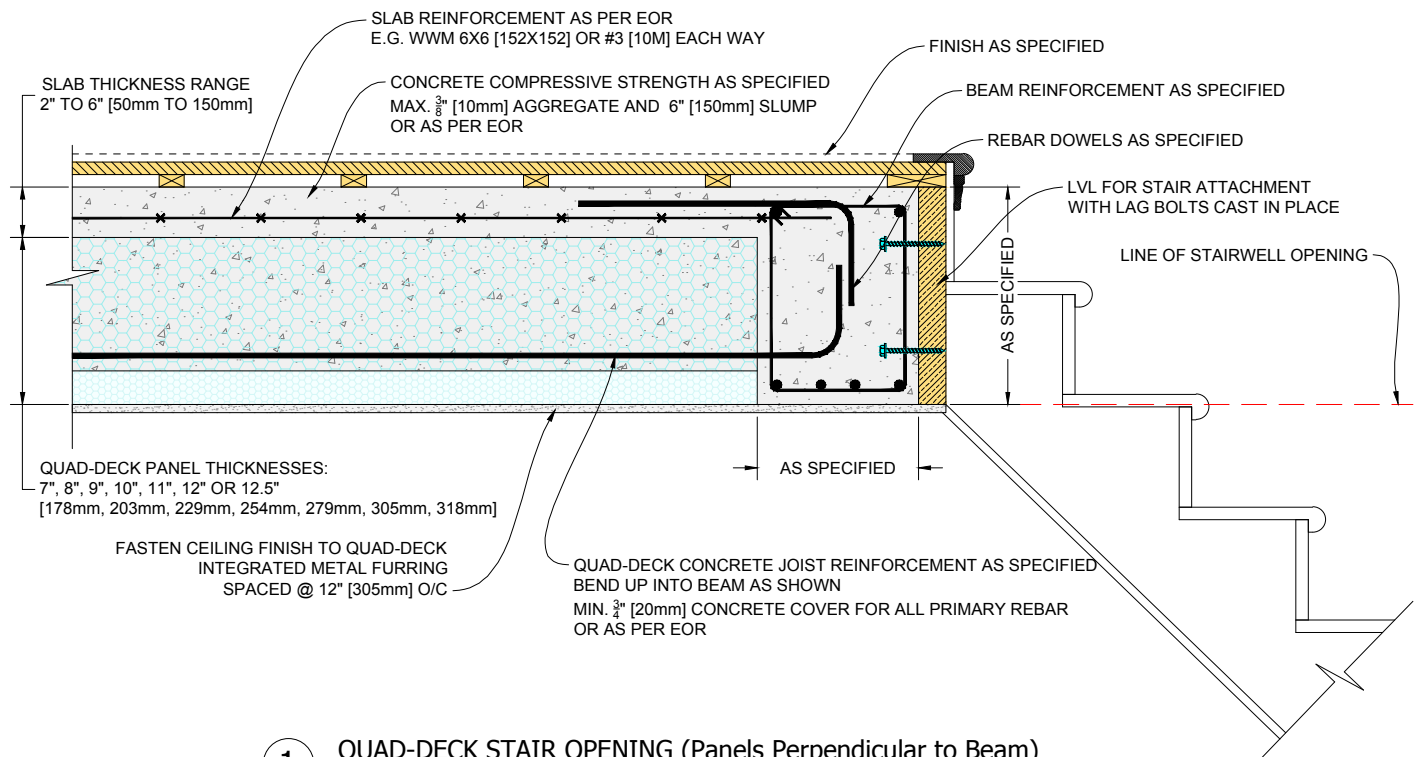 SLAB REINFORCEMENT AS PER EOR
E.G. WWM 6X6 [152X152] OR #3 [10M] EACH WAY
FINISH AS SPECIFIED
SLAB THICKNESS RANGE
2" TO 6" [50mm TO 150mm]
CONCRETE COMPRESSIVE STRENGTH AS SPECIFIED
MAX. 3/8" [10mm] AGGREGATE AND 6" [150mm] SLUMP
OR AS PER EOR
BEAM REINFORCEMENT AS SPECIFIED
REBAR DOWELS AS SPECIFIED
LVL FOR STAIR ATTACHMENT
WITH LAG BOLTS CAST IN PLACE
LINE OF STAIRWELL OPENING
AS SPECIFIED
AS SPECIFIED
QUAD-DECK PANEL THICKNESSES:
7", 8", 9", 10", 11", 12" OR 12.5"
[178mm, 203mm, 229mm, 254mm, 279mm, 305mm, 318mm]
FASTEN CEILING FINISH TO QUAD-DECK
INTEGRATED METAL FURRING
SPACED @ 12" [305mm] O/C
QUAD-DECK CONCRETE JOIST REINFORCEMENT AS SPECIFIED
BEND UP INTO BEAM AS SHOWN
MIN. 3/4" [20mm] CONCRETE COVER FOR ALL PRIMARY REBAR
OR AS PER EOR
1
QUAD-DECK STAIR OPENING (Panels Perpendicular to Beam)